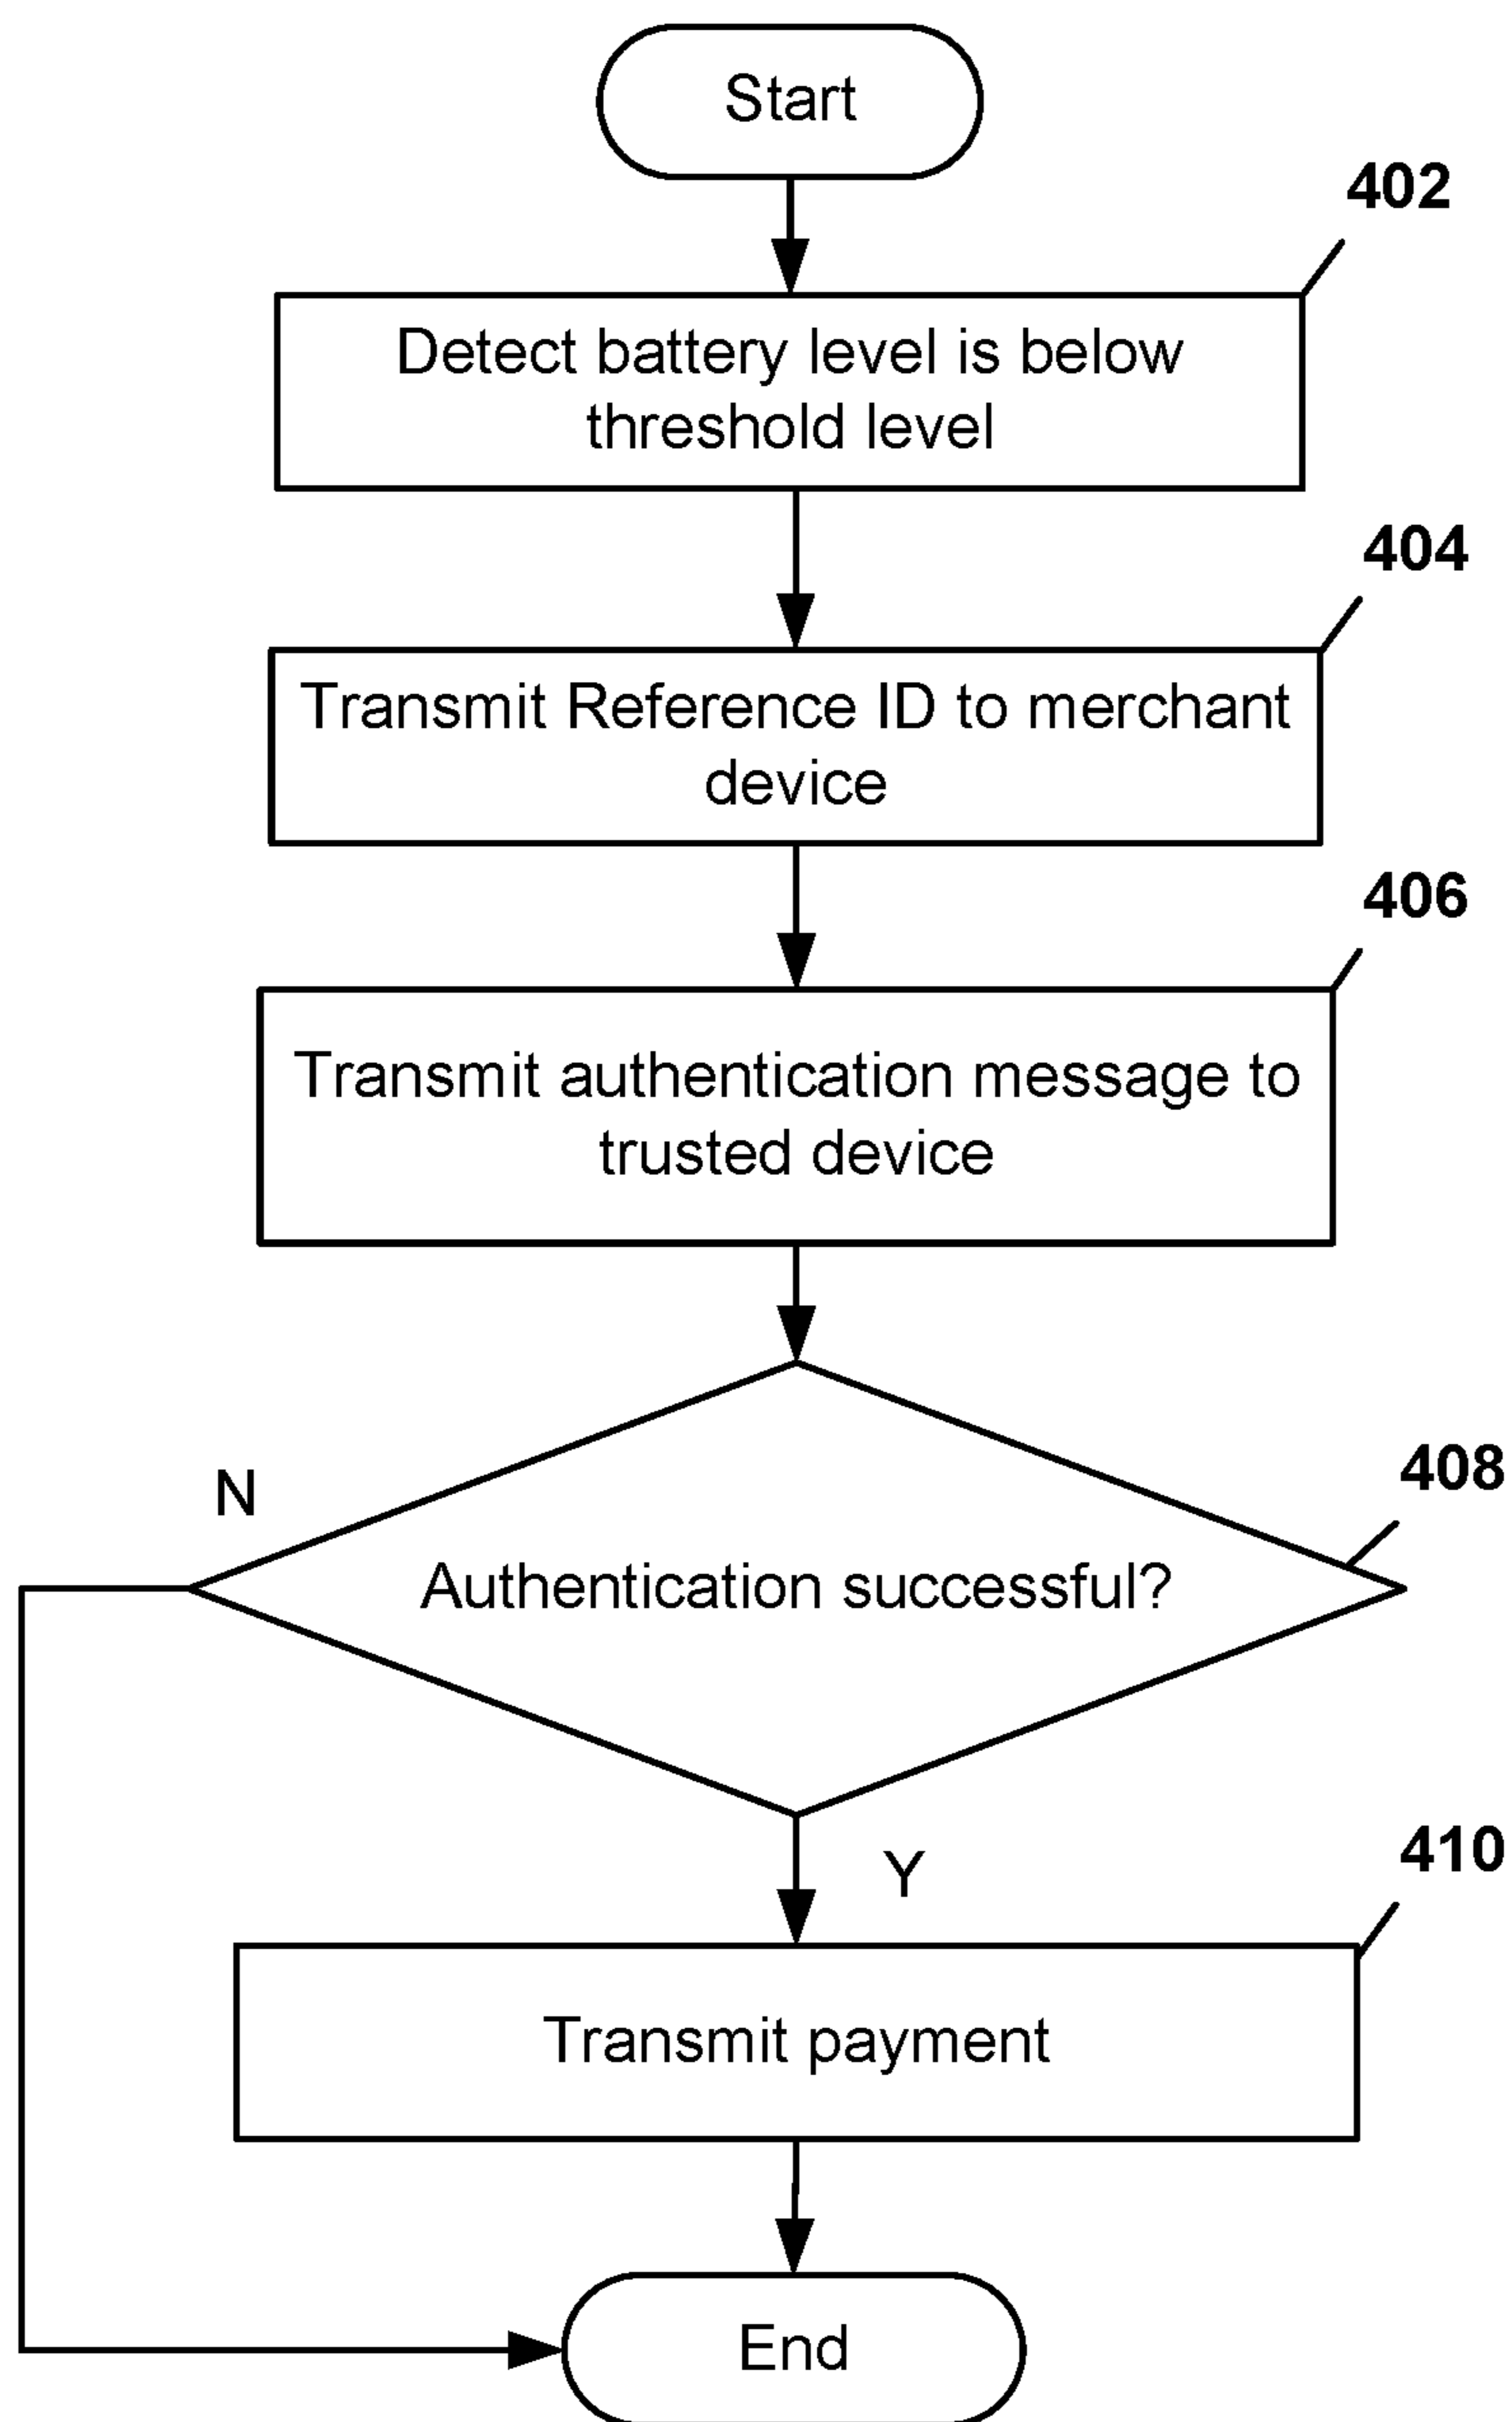 Start
402
Detect battery level is below
threshold level
404
Transmit Reference ID to merchant
device
406
Transmit authentication message to
trusted device
408
N
Authentication successful?
Y
410
Transmit payment
End